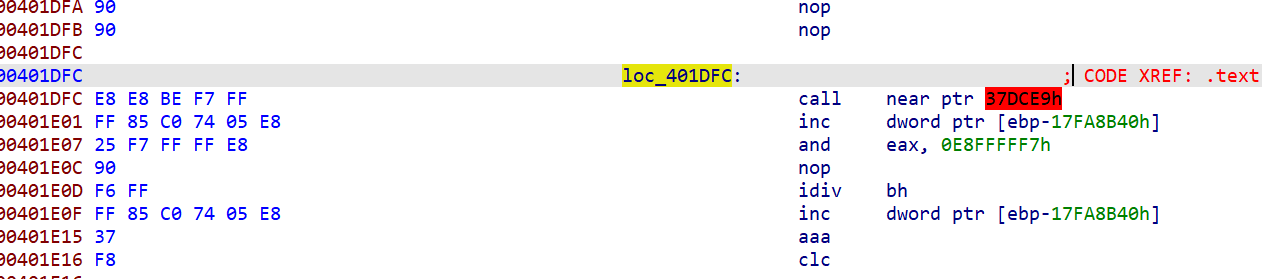 00401DFA 90 nop
00401DFB 90 nop
00401DFC
00401DFC loc_401DFC: ; CODE XREF: .text
00401DFC E8 E8 BE F7 FF call near ptr 37DCE9h
00401E01 FF 85 C0 74 05 E8 inc dword ptr [ebp-17FA8B40h]
00401E07 25 F7 FF FF E8 and eax, 0E8FFFFF7h
00401E0C 90 nop
00401E0D F6 FF idiv bh
00401E0F FF 85 C0 74 05 E8 inc dword ptr [ebp-17FA8B40h]
00401E15 37 aaa
00401E16 F8 clc